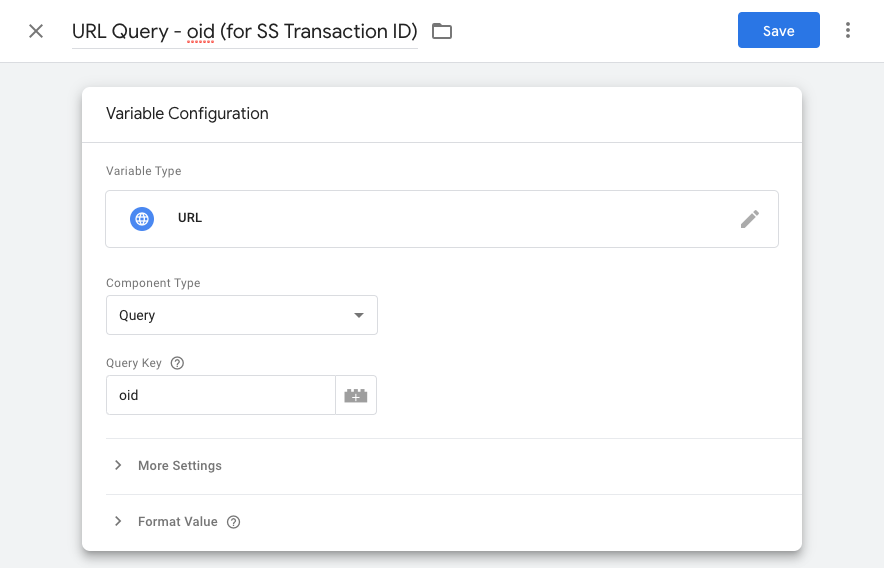 URL Query - oid (for SS Transaction ID)
Save
Variable Configuration
Variable Type
URL
Component Type
Query
Query Key
oid
More Settings
Format Value